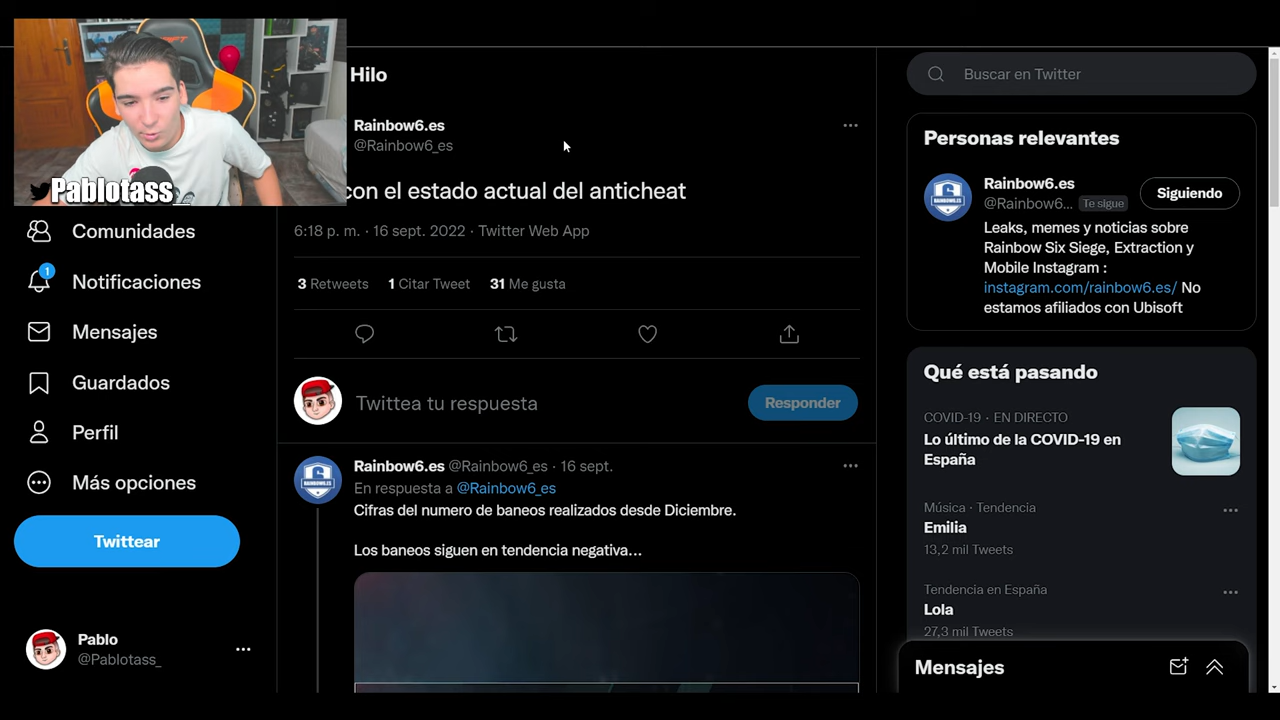 Pablotass_
Comunidades
1
Notificaciones
Mensajes
Guardados
Perfil
Más opciones
Twittear
Pablo
@Pablotass_
Hilo
Rainbow6.es
@Rainbow6_es
con el estado actual del anticheat
6:18 p. m. · 16 sept. 2022 · Twitter Web App
3 Retweets 1 Citar Tweet 31 Me gusta
Twittea tu respuesta
Responder
Rainbow6.es @Rainbow6_es · 16 sept.
En respuesta a @Rainbow6_es
Cifras del numero de baneos realizados desde Diciembre.
Los baneos siguen en tendencia negativa...
Buscar en Twitter
Personas relevantes
Rainbow6.es
@Rainbow6... Te sigue
Siguiendo
Leaks, memes y noticias sobre
Rainbow Six Siege, Extraction y
Mobile Instagram :
instagram.com/rainbow6.es/ No
estamos afiliados con Ubisoft
Qué está pasando
COVID-19 · EN DIRECTO
Lo último de la COVID-19 en
España
Música · Tendencia
Emilia
13,2 mil Tweets
Tendencia en España
Lola
27,3 mil Tweets
Mensajes